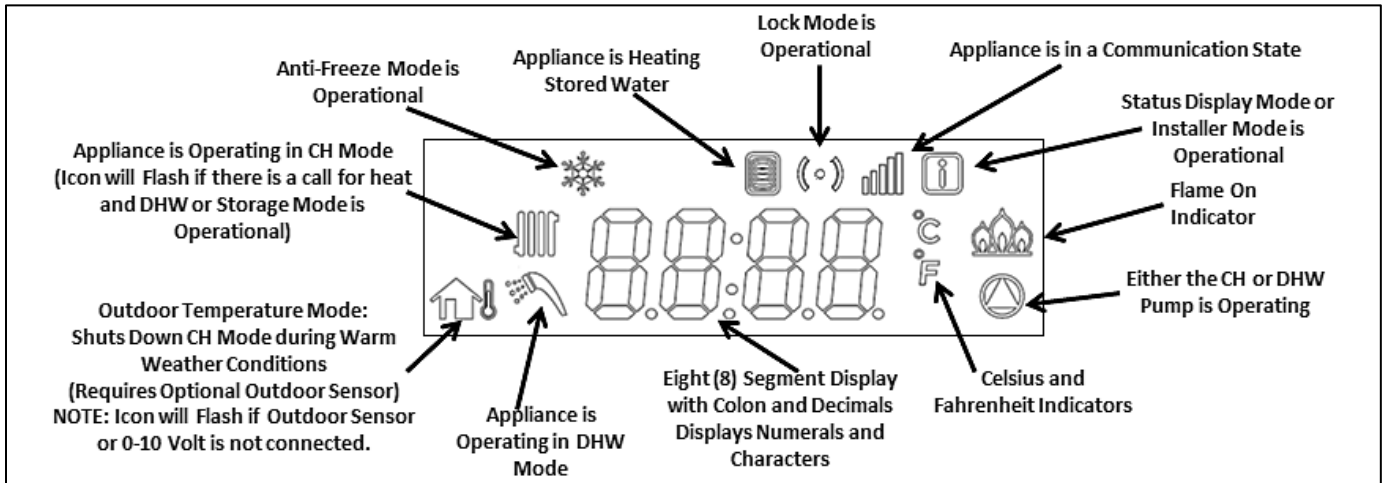 Lock Mode is
Operational
Appliance is in a Communication State
Appliance is Heating
Stored Water
Anti-Freeze Mode is
Operational
Status Display Mode or
Installer Mode is
Operational
Appliance is Operating in CH Mode
(Icon will Flash if there is a call for heat
and DHW or Storage Mode is
Operational)
Flame On
Indicator
88:88
°C
°F
Either the CH or DHW
Pump is Operating
Outdoor Temperature Mode:
Shuts Down CH Mode during Warm
Weather Conditions
(Requires Optional Outdoor Sensor)
NOTE: Icon will Flash if Outdoor Sensor
or 0-10 Volt is not connected.
Appliance is
Operating in DHW
Mode
Eight (8) Segment Display
with Colon and Decimals
Displays Numerals and
Characters
Celsius and
Fahrenheit Indicators